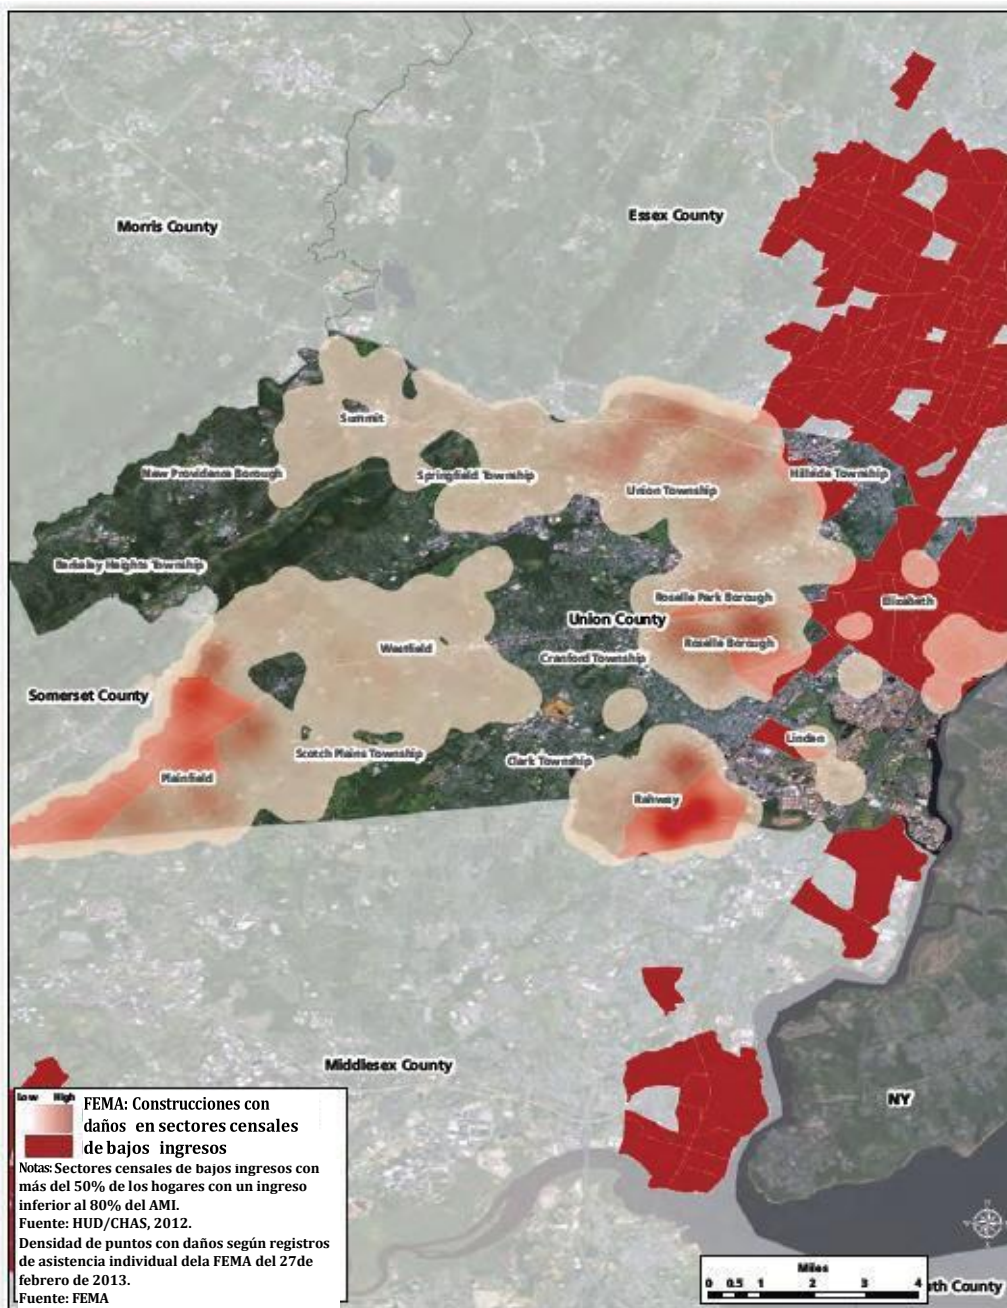 Morris County
Essex County
Summit
New Providence Borough
Springfield Township
Hillside Township
Union Township
Berkeley Heights Township
Roselle Park Borough
Elizabeth
Union County
Westfield
Roselle Borough
Cranford Township
Somerset County
Scotch Plains Township
Clark Township
Linden
Plainfield
Rahway
Middlesex County
NY
Low High
FEMA: Construcciones con
daños en sectores censales
de bajos ingresos
Notas: Sectores censales de bajos ingresos con
más del 50% de los hogares con un ingreso
inferior al 80% del AMI.
Fuente: HUD/CHAS, 2012.
Densidad de puntos con daños según registros
de asistencia individual dela FEMA del 27de
febrero de 2013.
Fuente: FEMA
Miles
0 0.5 1 2 3 4
uth County